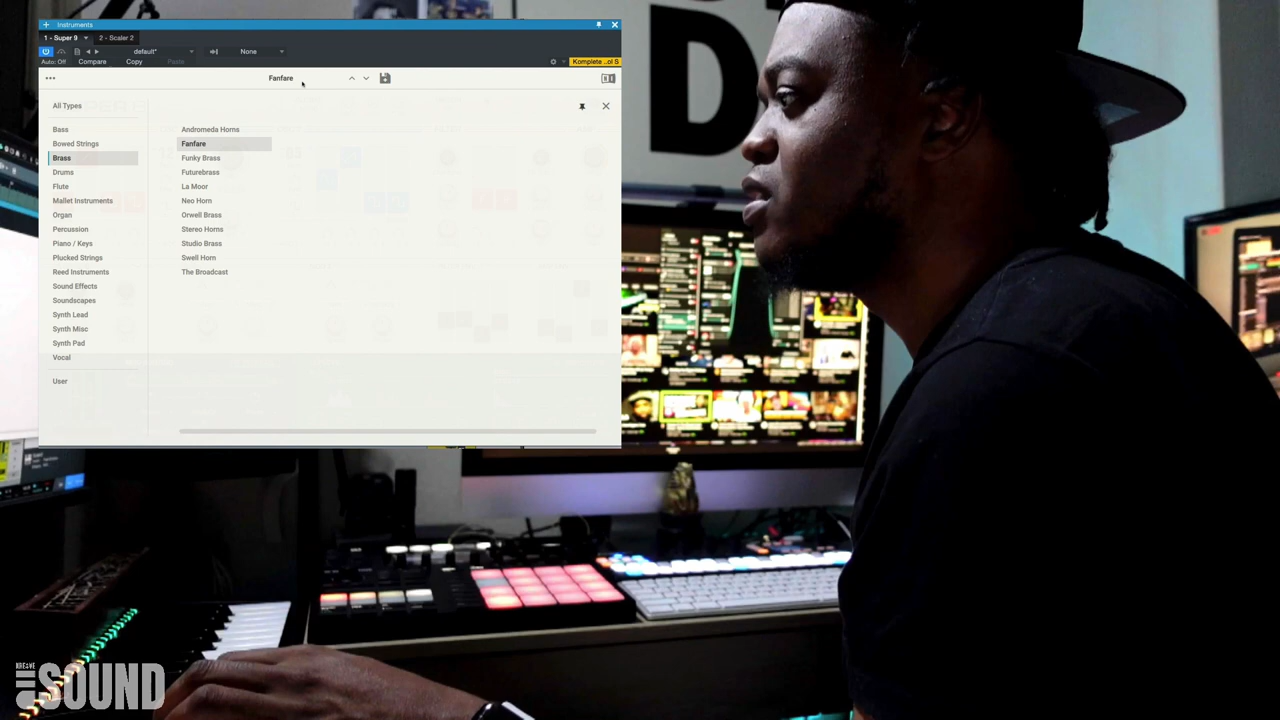 Instruments
1 - Super 9
2 - Scaler 2
default*
None
Auto: Off
Compare
Copy
Paste
Komplete ..ol S
Fanfare
All Types
Bass
Bowed Strings
Brass
Drums
Flute
Mallet Instruments
Organ
Percussion
Piano / Keys
Plucked Strings
Reed Instruments
Sound Effects
Soundscapes
Synth Lead
Synth Misc
Synth Pad
Vocal
User
Andromeda Horns
Fanfare
Funky Brass
Futurebrass
La Moor
Neo Horn
Orwell Brass
Stereo Horns
Studio Brass
Swell Horn
The Broadcast
D
SOUND